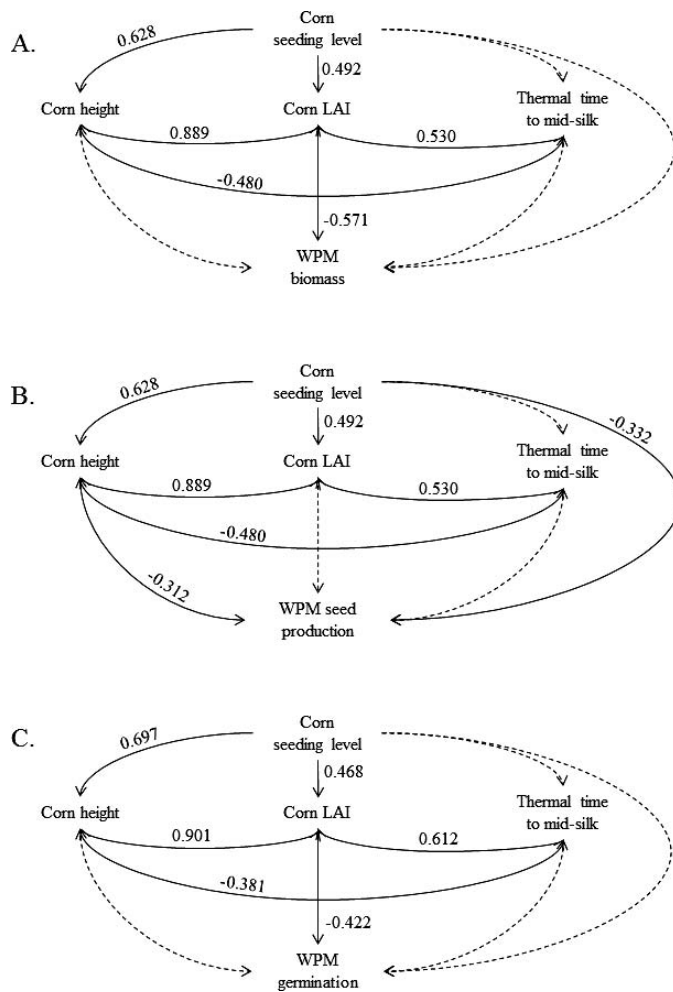 A.
Corn
seeding level
0.628
0.492
Corn height
Corn LAI
Thermal time
to mid-silk
0.889
0.530
-0.480
-0.571
WPM
biomass
B.
Corn
seeding level
0.628
0.492
-0.332
Corn height
Corn LAI
Thermal time
to mid-silk
0.889
0.530
-0.480
-0.312
WPM seed
production
C.
Corn
seeding level
0.697
0.468
Corn height
Corn LAI
Thermal time
to mid-silk
0.901
0.612
-0.381
-0.422
WPM
germination